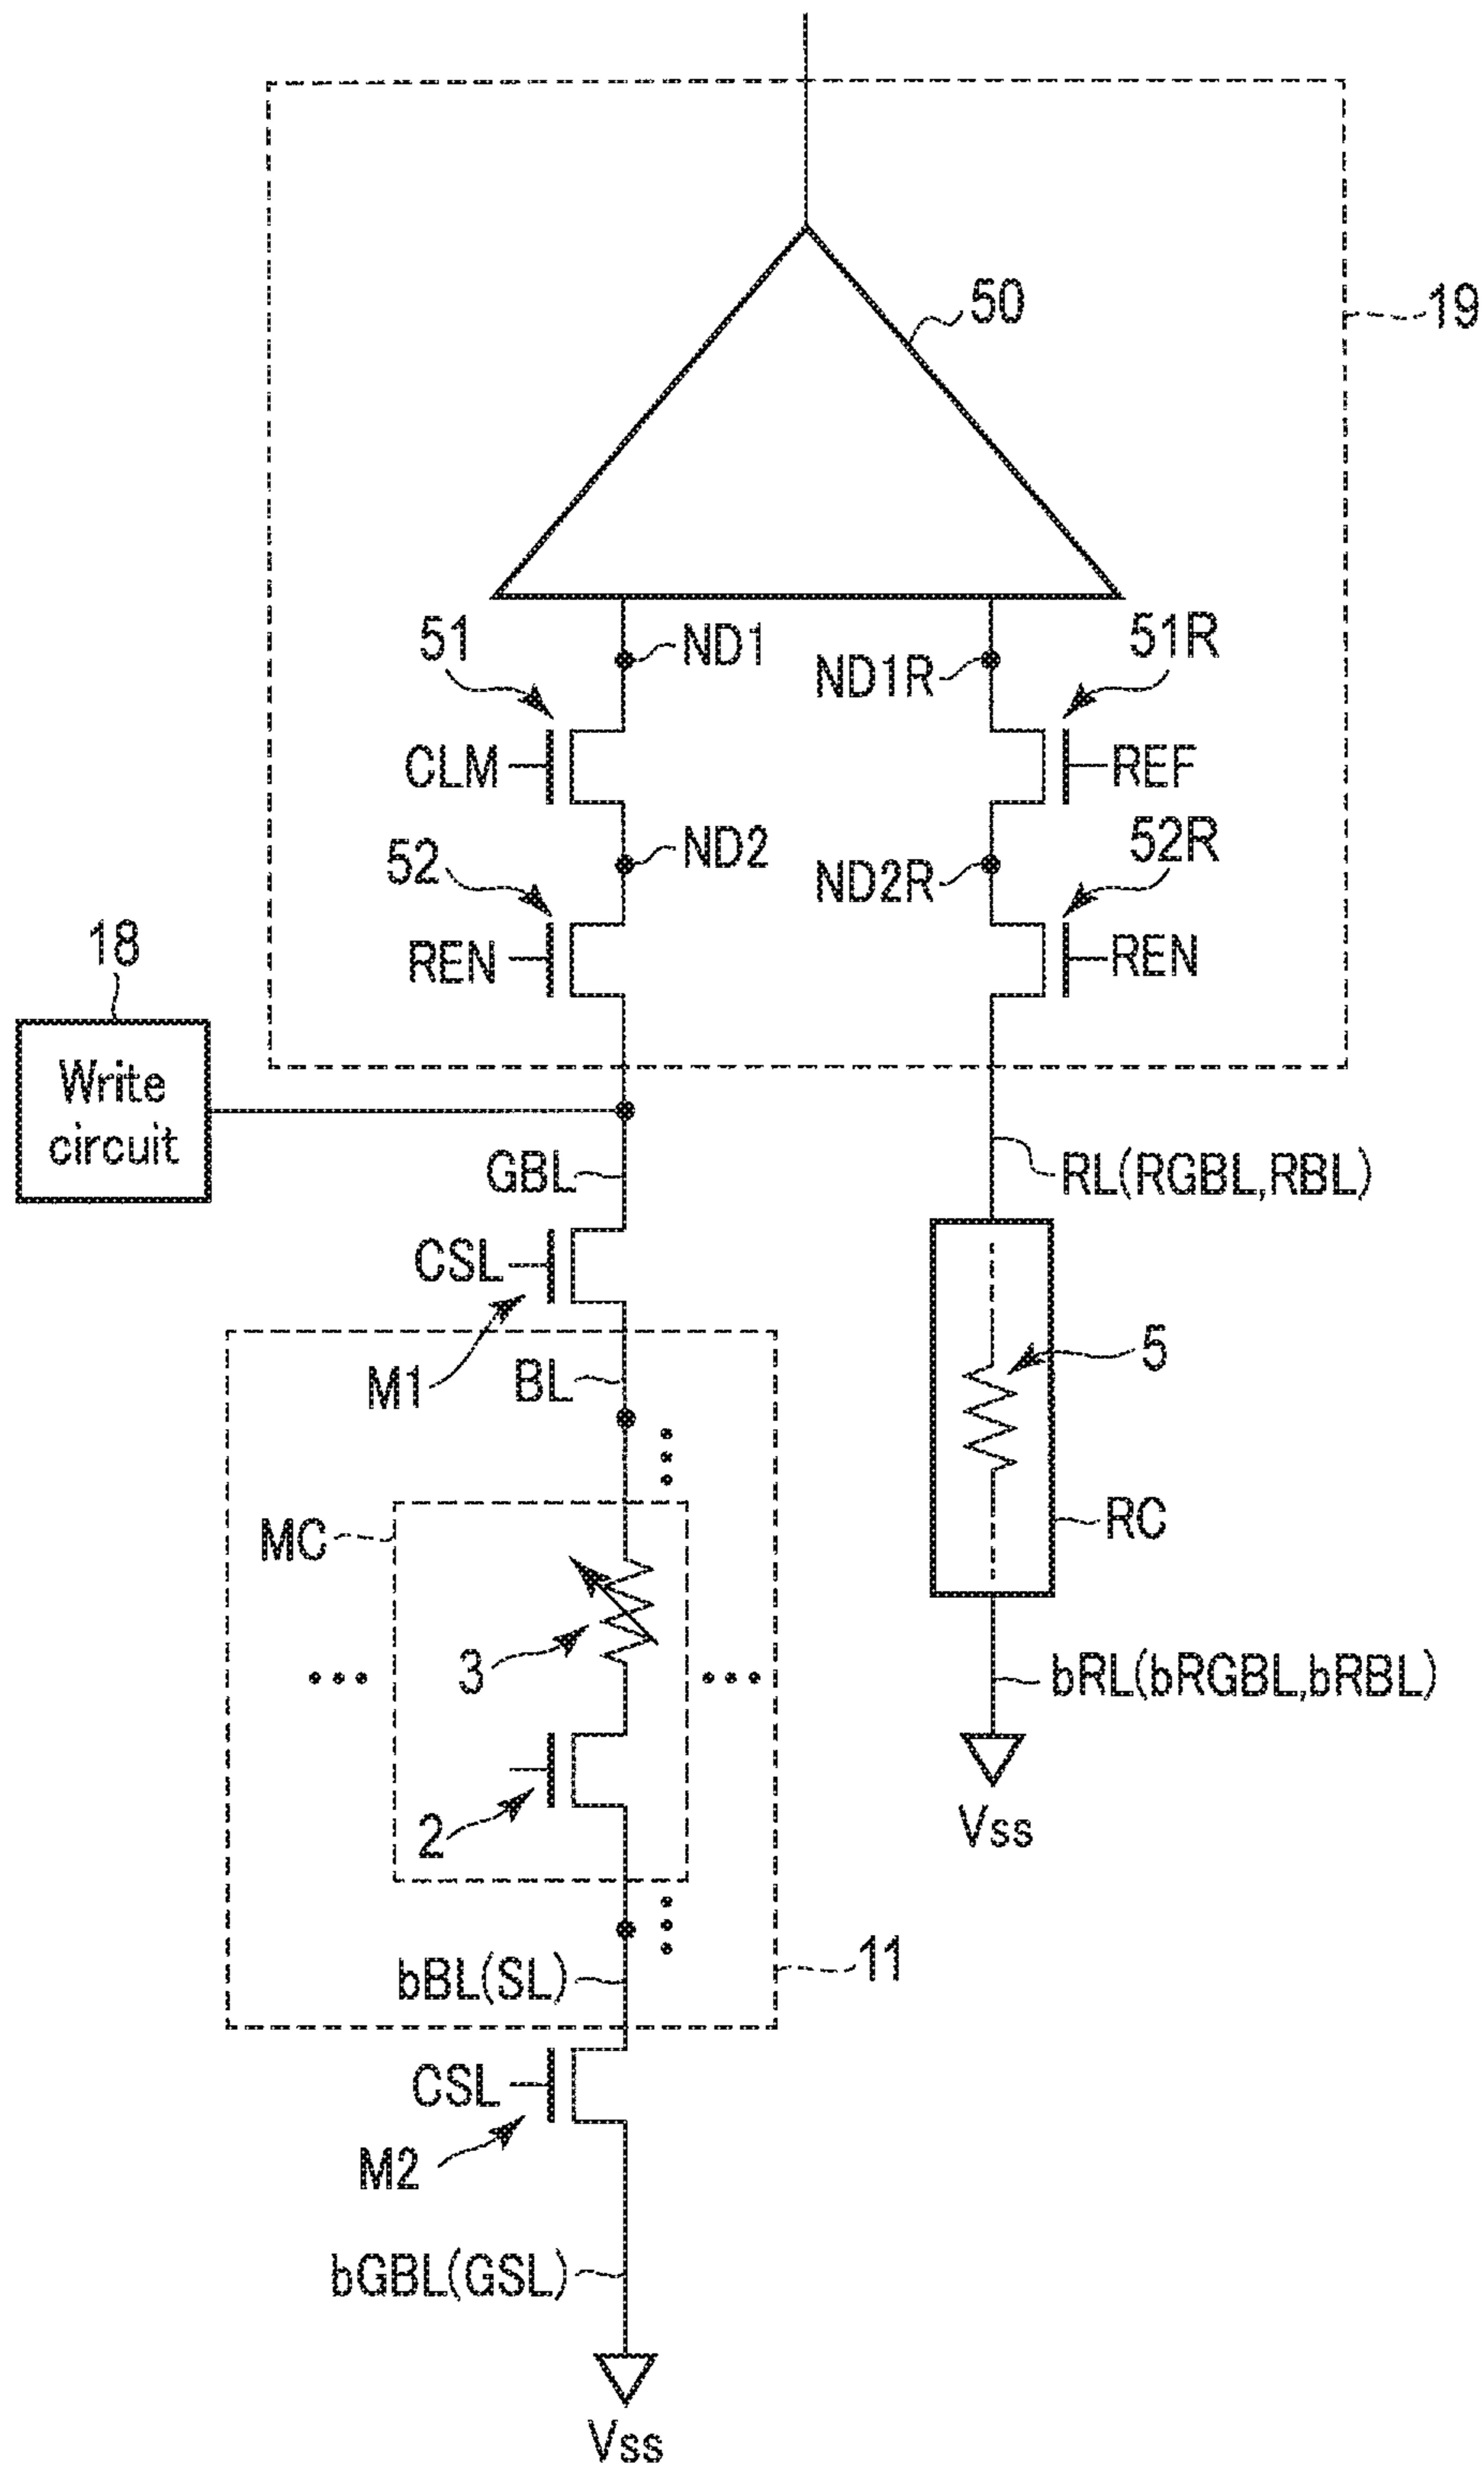 50
19
51
ND1
ND1R
51R
CLM
REF
52
ND2
ND2R
52R
REN
REN
18
Write
circuit
GBL
RL(RGBL,RBL)
CSL
M1
BL
5
MC
RC
3
bRL(bRGBL,bRBL)
2
Vss
bBL(SL)
11
CSL
M2
bGBL(GSL)
Vss